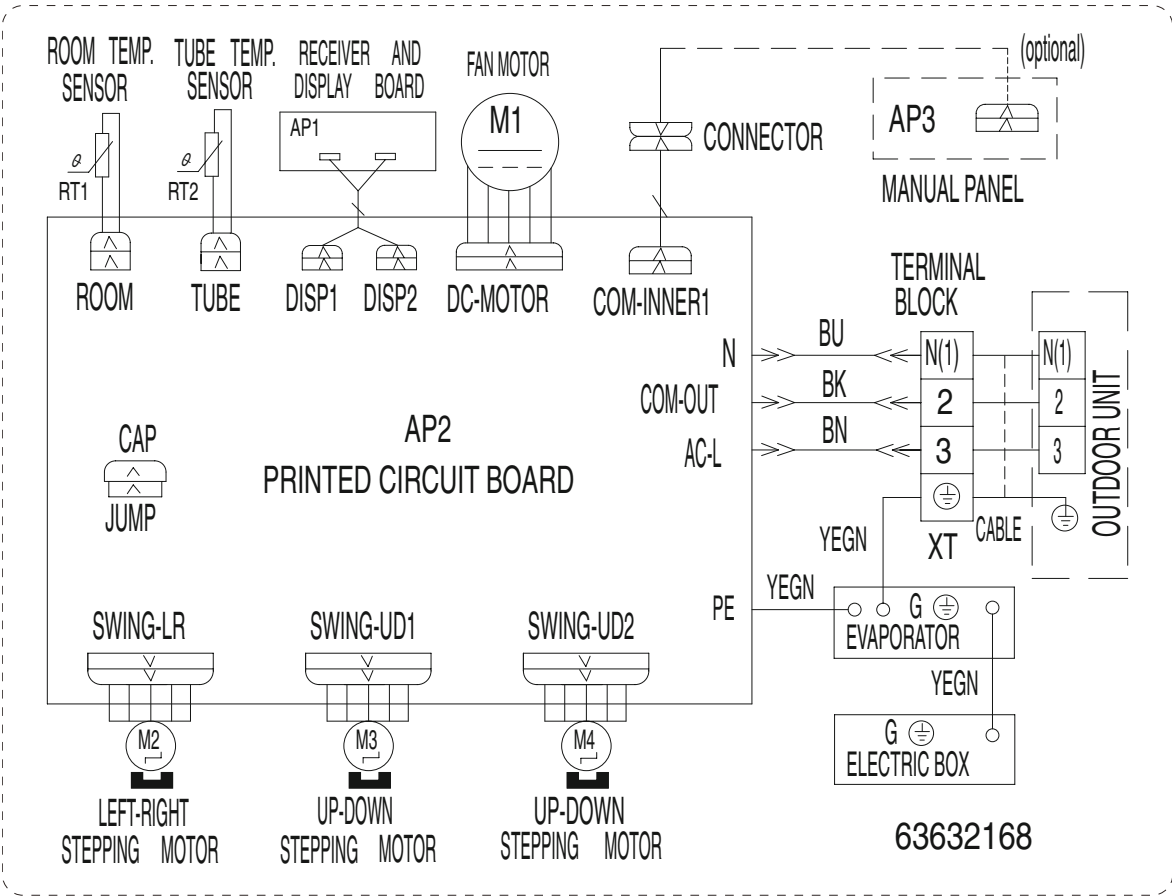 ROOM TEMP.
SENSOR
TUBE TEMP.
SENSOR
RECEIVER AND
DISPLAY BOARD
FAN MOTOR
(optional)
AP1
M1
CONNECTOR
AP3
MANUAL PANEL
θ
RT1
θ
RT2
ROOM
TUBE
DISP1
DISP2
DC-MOTOR
COM-INNER1
TERMINAL
BLOCK
N
BU
N(1)
N(1)
COM-OUT
BK
2
2
AC-L
BN
3
3
OUTDOOR UNIT
CAP
JUMP
AP2
PRINTED CIRCUIT BOARD
YEGN
XT
CABLE
PE
YEGN
G
EVAPORATOR
YEGN
G
ELECTRIC BOX
SWING-LR
SWING-UD1
SWING-UD2
M2
M3
M4
LEFT-RIGHT
STEPPING MOTOR
UP-DOWN
STEPPING MOTOR
UP-DOWN
STEPPING MOTOR
63632168